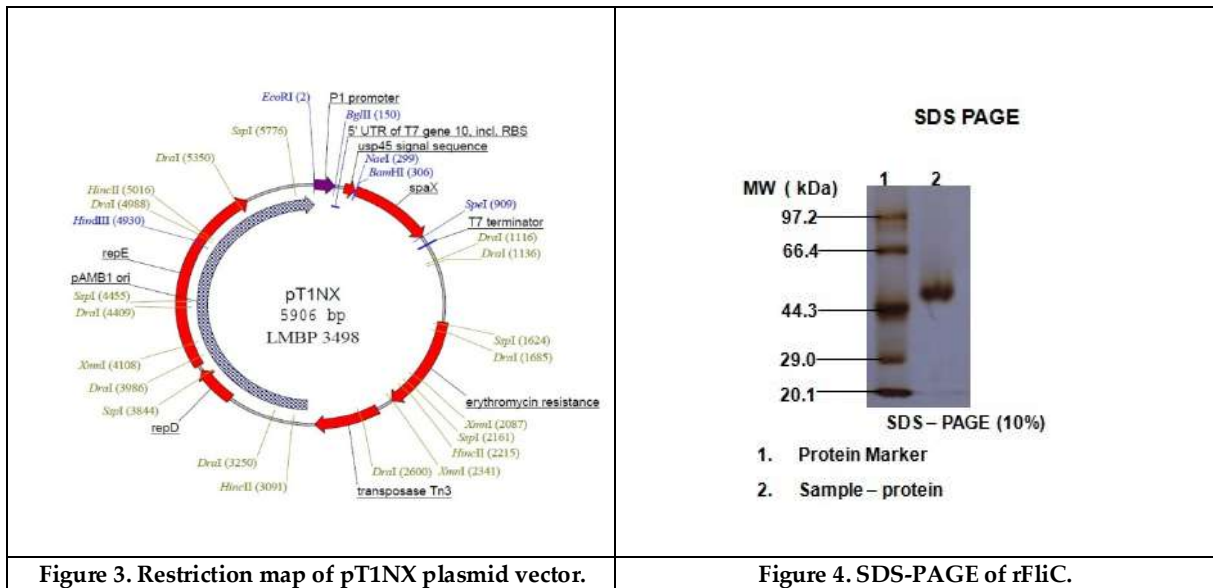 EcoRI (2)
P1 promoter
BglII (150)
5' UTR of T7 gene 10, incl. RBS
usp45 signal sequence
NaeI (299)
BamHI (306)
spaX
SpeI (909)
T7 terminator
DraI (1116)
DraI (1136)
SspI (1624)
DraI (1685)
erythromycin resistance
XmnI (2087)
SspI (2161)
HincII (2215)
XmnI (2341)
DraI (2600)
transposase Tn3
HincII (3091)
DraI (3250)
repD
SspI (3844)
DraI (3986)
XmnI (4108)
DraI (4409)
SspI (4455)
pAMB1 ori
repE
HindIII (4930)
DraI (4988)
HincII (5016)
DraI (5350)
SspI (5776)
pT1NX
5906 bp
LMBP 3498
Figure 3. Restriction map of pT1NX plasmid vector.
SDS PAGE
1 2
MW ( kDa)
97.2
66.4
44.3
29.0
20.1
SDS – PAGE (10%)
1. Protein Marker
2. Sample – protein
Figure 4. SDS-PAGE of rFliC.